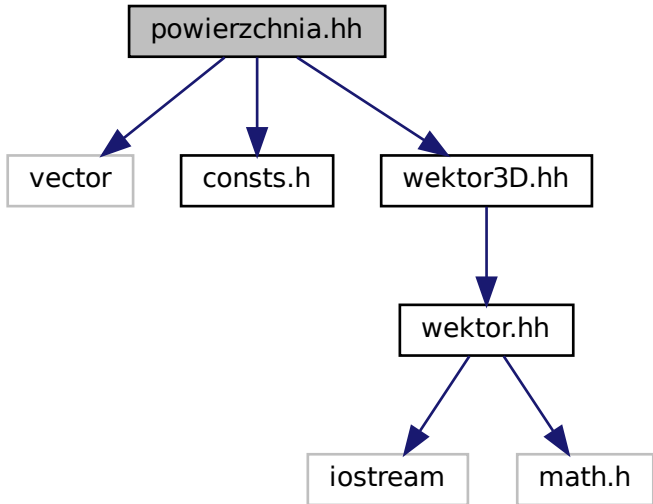 powierzchnia.hh
vector
consts.h
wektor3D.hh
wektor.hh
iostream
math.h